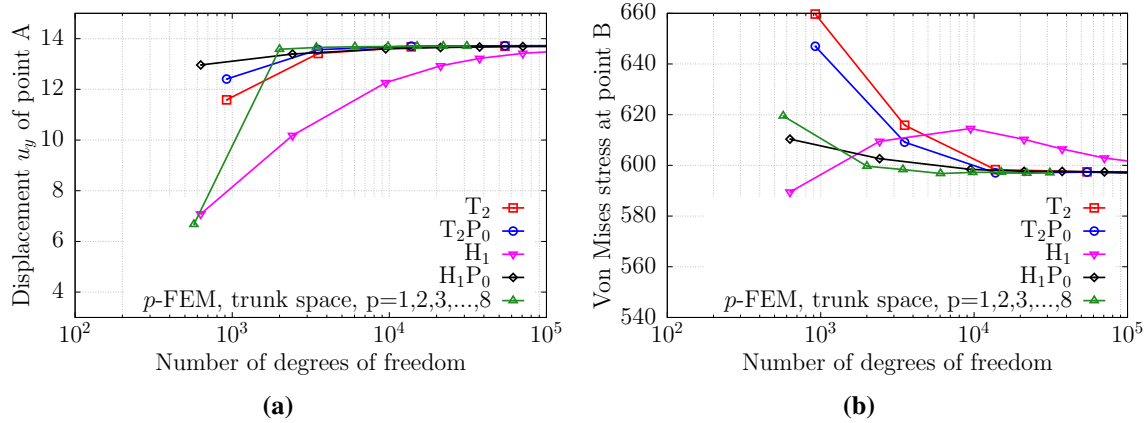 Displacement u_y of point A
14
12
10
8
6
4
10^2
10^3
10^4
10^5
Number of degrees of freedom
T_2
T_2P_0
H_1
H_1P_0
p-FEM, trunk space, p=1,2,3,...,8
(a)
Von Mises stress at point B
660
640
620
600
580
560
540
10^2
10^3
10^4
10^5
Number of degrees of freedom
T_2
T_2P_0
H_1
H_1P_0
p-FEM, trunk space, p=1,2,3,...,8
(b)